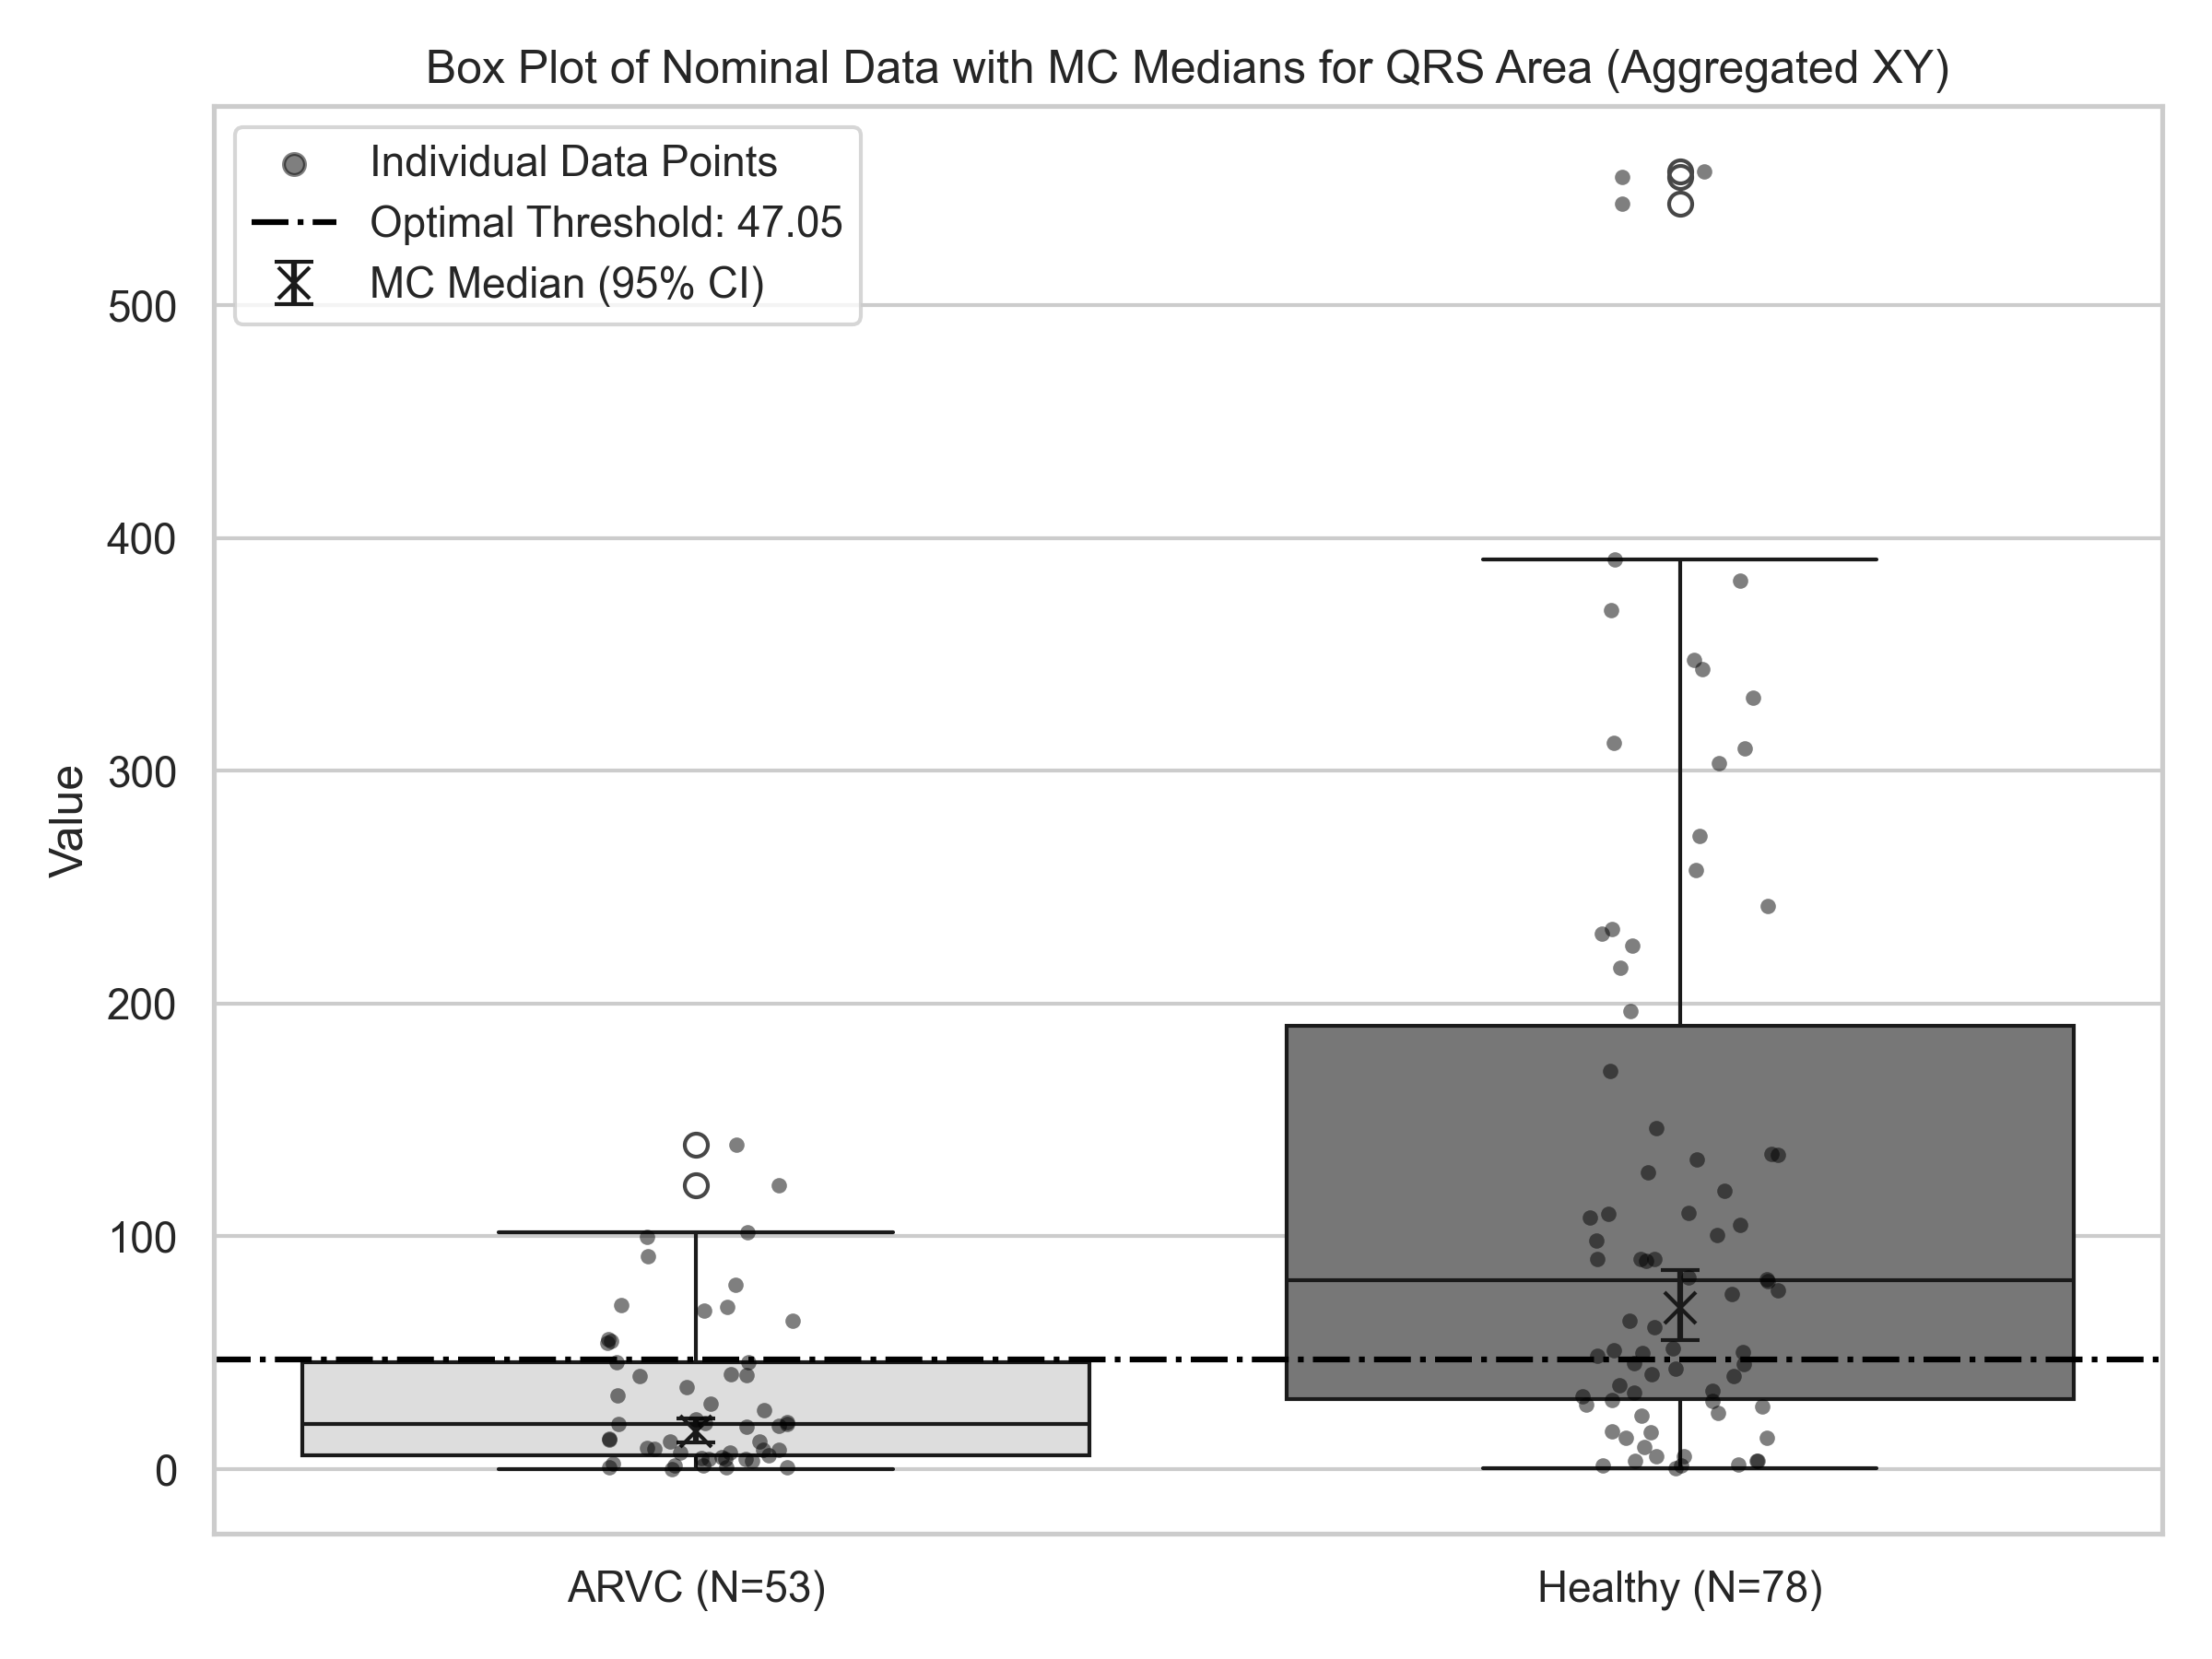 Box Plot of Nominal Data with MC Medians for QRS Area (Aggregated XY)
Individual Data Points
Optimal Threshold: 47.05
MC Median (95% CI)
500
400
300
200
100
0
Value
ARVC (N=53)
Healthy (N=78)